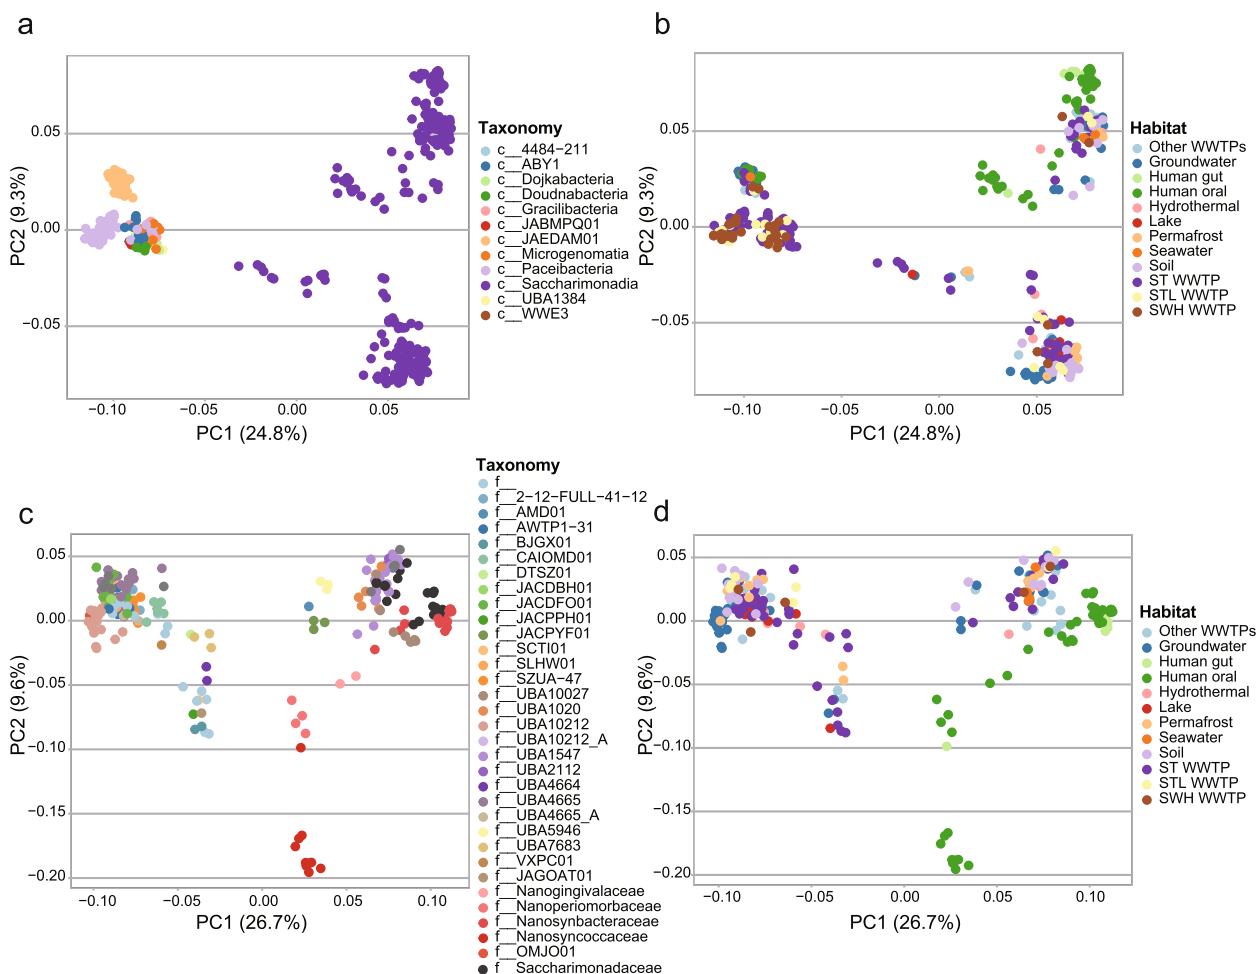 a
PC2 (9.3%)
0.05
0.00
−0.05
−0.10
−0.05
0.00
0.05
PC1 (24.8%)
Taxonomy
c__4484−211
c__ABY1
c__Dojkabacteria
c__Doudnabacteria
c__Gracilibacteria
c__JABMPQ01
c__JAEDAM01
c__Microgenomatia
c__Paceibacteria
c__Saccharimonadia
c__UBA1384
c__WWE3
b
PC2 (9.3%)
0.05
0.00
−0.05
−0.10
−0.05
0.00
0.05
PC1 (24.8%)
Habitat
Other WWTPs
Groundwater
Human gut
Human oral
Hydrothermal
Lake
Permafrost
Seawater
Soil
ST WWTP
STL WWTP
SWH WWTP
c
PC2 (9.6%)
0.05
0.00
−0.05
−0.10
−0.15
−0.20
−0.10
−0.05
0.00
0.05
0.10
PC1 (26.7%)
Taxonomy
f__
f__2−12−FULL−41−12
f__AMD01
f__AWTP1−31
f__BJGX01
f__CAIOMD01
f__DTSZ01
f__JACDBH01
f__JACDFO01
f__JACPPH01
f__JACPYF01
f__SCTI01
f__SLHW01
f__SZUA−47
f__UBA10027
f__UBA1020
f__UBA10212
f__UBA10212_A
f__UBA1547
f__UBA2112
f__UBA4664
f__UBA4665
f__UBA4665_A
f__UBA5946
f__UBA7683
f__VXPC01
f__JAGOAT01
f__Nanogingivalaceae
f__Nanoperiomorbaceae
f__Nanosynbacteraceae
f__Nanosyncoccaceae
f__OMJO01
f__Saccharimonadaceae
d
PC2 (9.6%)
0.05
0.00
−0.05
−0.10
−0.15
−0.20
−0.10
−0.05
0.00
0.05
0.10
PC1 (26.7%)
Habitat
Other WWTPs
Groundwater
Human gut
Human oral
Hydrothermal
Lake
Permafrost
Seawater
Soil
ST WWTP
STL WWTP
SWH WWTP